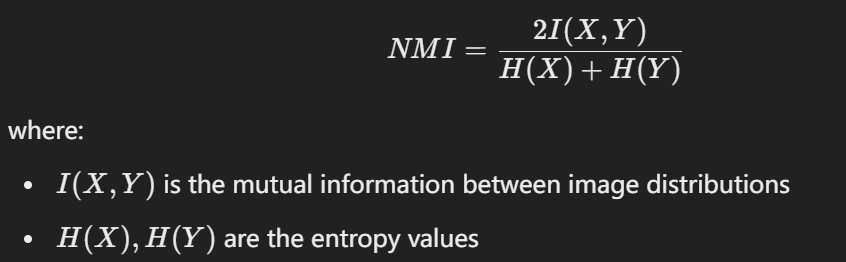 NMI = 2I(X, Y) / H(X) + H(Y)
where:
• I(X, Y) is the mutual information between image distributions
• H(X), H(Y) are the entropy values